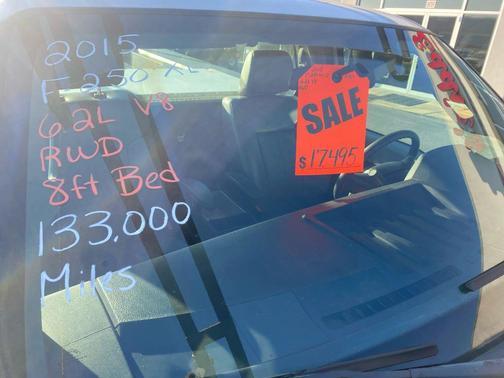 2015
F250 XL
6.2L V8
RWD
8ft Bed
133,000
Miles
SALE
$17495